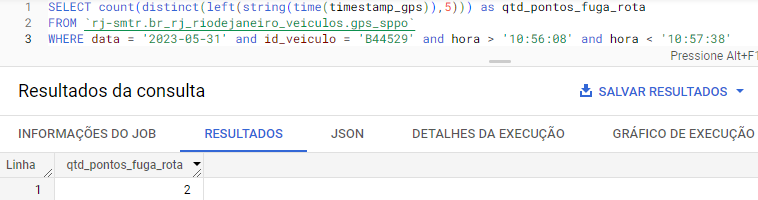 1 SELECT count(distinct(left(string(time(timestamp_gps)),5))) as qtd_pontos_fuga_rota
2 FROM `rj-smtr.br_rj_riodejaneiro_veiculos.gps_sppo`
3 WHERE data = '2023-05-31' and id_veiculo = 'B44529' and hora > '10:56:08' and hora < '10:57:38'
Pressione Alt+F1
Resultados da consulta SALVAR RESULTADOS
INFORMAÇÕES DO JOB RESULTADOS JSON DETALHES DA EXECUÇÃO GRÁFICO DE EXECUÇÃO
Linha qtd_pontos_fuga_rota
1 2